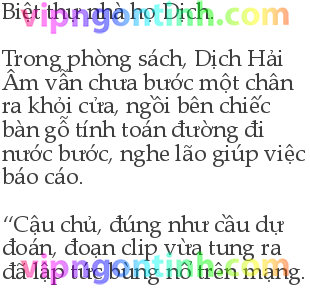 Biệt thự nhà họ Dịch.
Trong phòng sách, Dịch Hải
Âm vẫn chưa bước một chân
ra khỏi cửa, ngồi bên chiếc
bàn gỗ tính toán đường đi
nước bước, nghe lão giúp việc
báo cáo.
“Cậu chủ, đúng như cầu dự
đoán, đoạn clip vừa tung ra
đã lập tức bùng nổ trên mạng.
vipngontinh.com
vipngontinh.com
vipngontinh.com